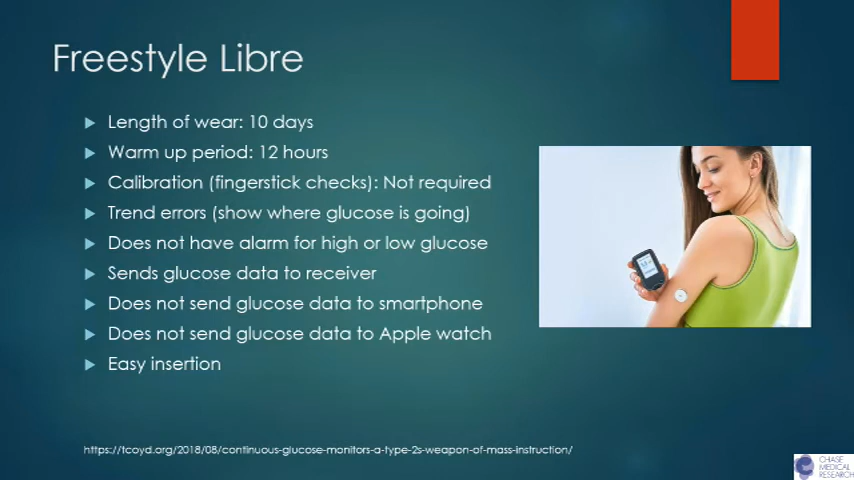 Freestyle Libre
Length of wear: 10 days
Warm up period: 12 hours
Calibration (fingerstick checks): Not required
Trend errors (show where glucose is going)
Does not have alarm for high or low glucose
Sends glucose data to receiver
Does not send glucose data to smartphone
Does not send glucose data to Apple watch
Easy insertion
https://tcoyd.org/2018/08/continuous-glucose-monitors-a-type-2s-weapon-of-mass-instruction/
CHASE
MEDICAL
RESEARCH